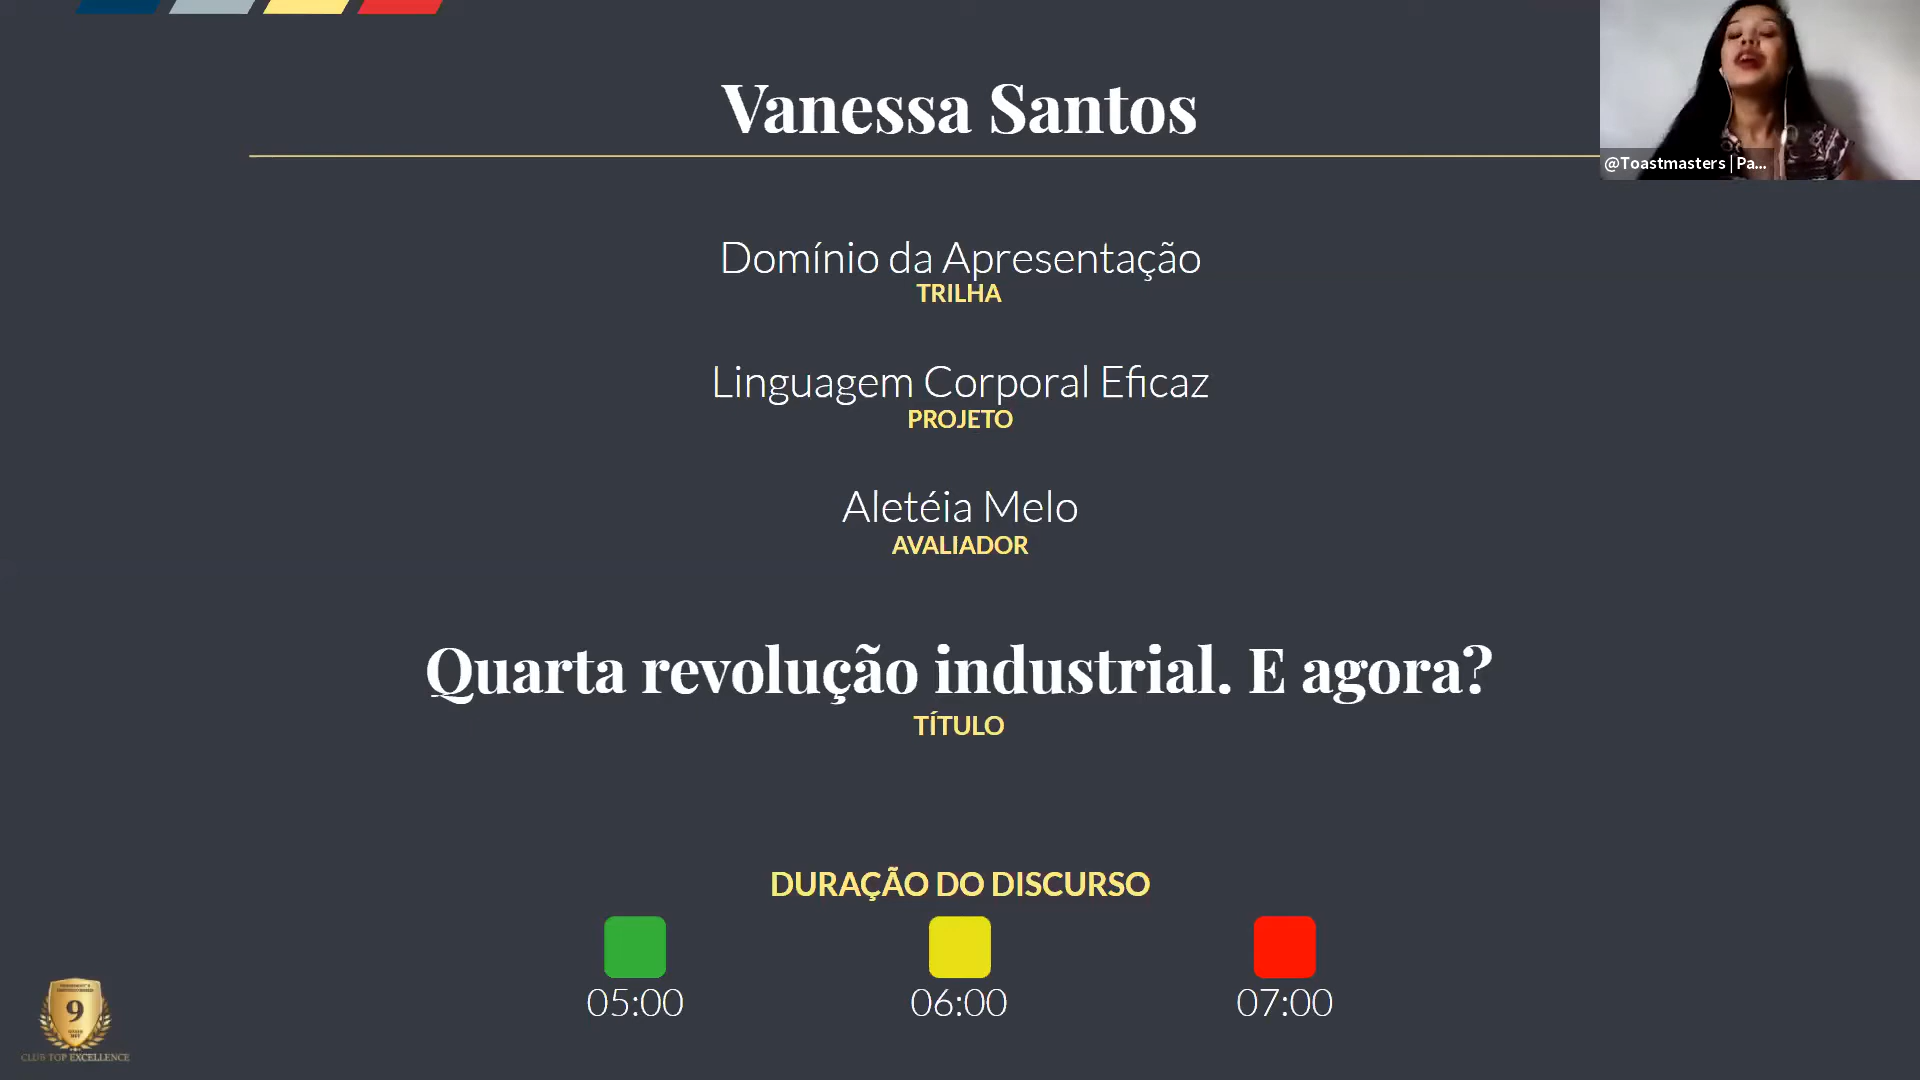 Vanessa Santos
@Toastmasters | Pa...
Domínio da Apresentação
TRILHA
Linguagem Corporal Eficaz
PROJETO
Aletéia Melo
AVALIADOR
Quarta revolução industrial. E agora?
TÍTULO
DURAÇÃO DO DISCURSO
05:00 06:00 07:00
9
CLUB TOP EXCELLENCE